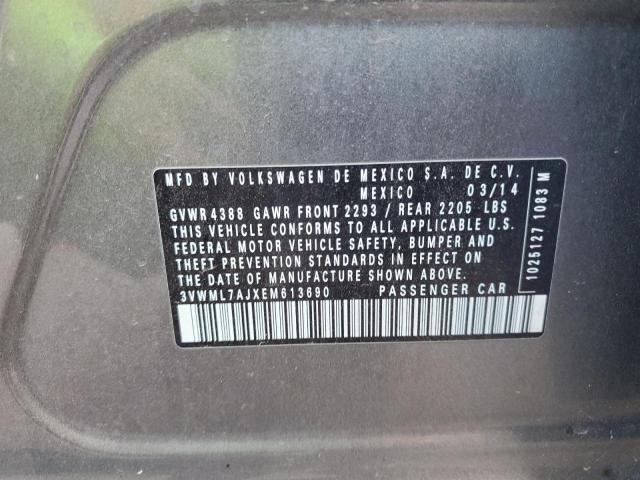 MFD BY VOLKSWAGEN DE MEXICO S.A. DE C.V.
MEXICO 03/14
GVWR 4388 GAWR FRONT 2293 / REAR 2205 LBS
THIS VEHICLE CONFORMS TO ALL APPLICABLE U.S.
FEDERAL MOTOR VEHICLE SAFETY, BUMPER AND
THEFT PREVENTION STANDARDS IN EFFECT ON
THE DATE OF MANUFACTURE SHOWN ABOVE.
3VWML7AJXEM613690 PASSENGER CAR
1025127 1083 M